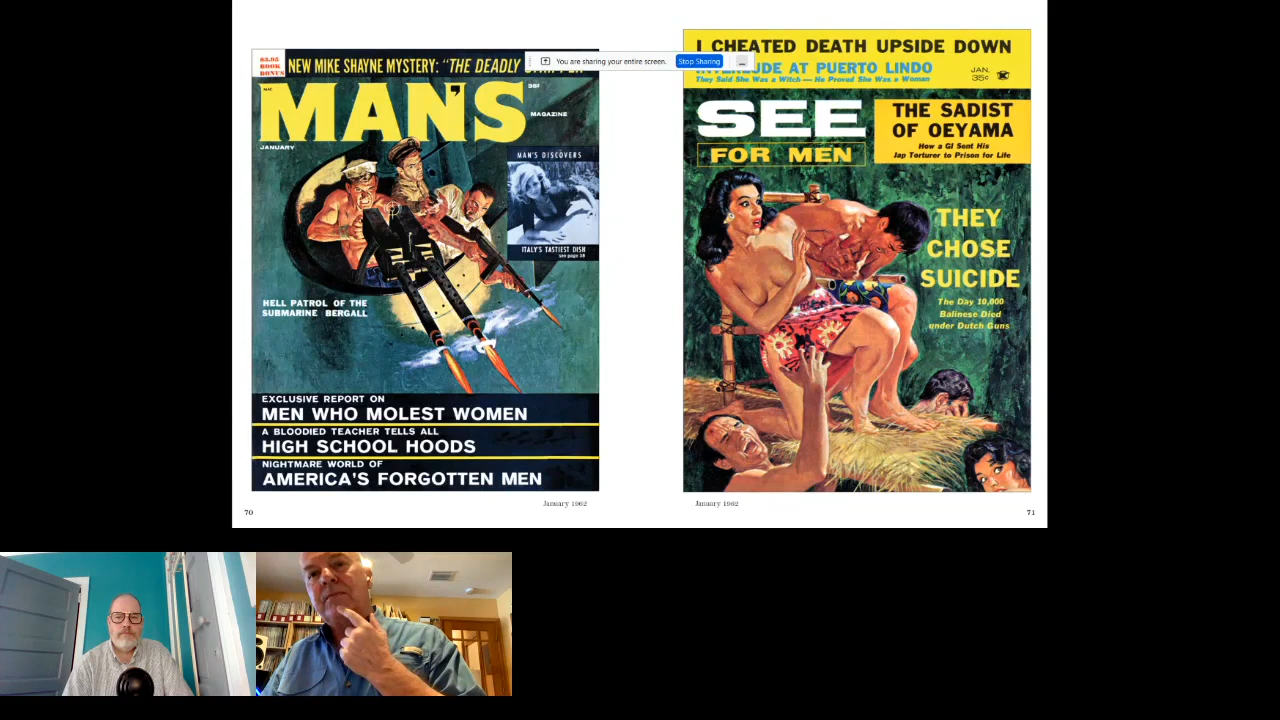 $3.95
BOOK
BONUS
NEW MIKE SHAYNE MYSTERY: "THE DEADLY
MAC
MAN'S
35¢
MAGAZINE
JANUARY
MAN'S DISCOVERS
ITALY'S TASTIEST DISH
see page 38
HELL PATROL OF THE
SUBMARINE BERGALL
EXCLUSIVE REPORT ON
MEN WHO MOLEST WOMEN
A BLOODIED TEACHER TELLS ALL
HIGH SCHOOL HOODS
NIGHTMARE WORLD OF
AMERICA'S FORGOTTEN MEN
January 1962
70
You are sharing your entire screen.
Stop Sharing
I CHEATED DEATH UPSIDE DOWN
AT PUERTO LINDO
They Said She Was a Witch — He Proved She Was a Woman
JAN.
35¢
SEE
FOR MEN
THE SADIST
OF OEYAMA
How a GI Sent His
Jap Torturer to Prison for Life
THEY
CHOSE
SUICIDE
The Day 10,000
Balinese Died
under Dutch Guns
January 1962
71